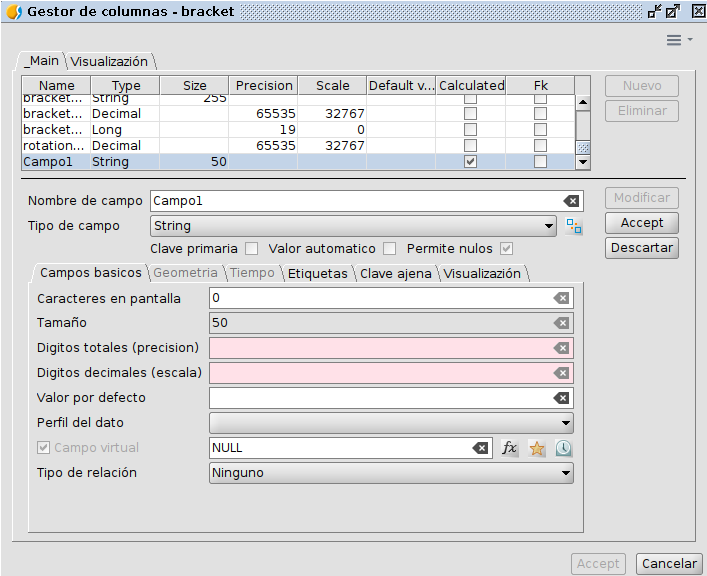 Gestor de columnas - bracket
_Main Visualización
Name Type Size Precision Scale Default v... Calculated Fk
bracket... String 255
bracket... Decimal 65535 32767
bracket... Long 19 0
rotation... Decimal 65535 32767
Campo1 String 50
Nuevo
Eliminar
Nombre de campo Campo1
Modificar
Tipo de campo String
Accept
Clave primaria Valor automatico Permite nulos
Descartar
Campos basicos Geometria Tiempo Etiquetas Clave ajena Visualización
Caracteres en pantalla 0
Tamaño 50
Digitos totales (precision)
Digitos decimales (escala)
Valor por defecto
Perfil del dato
Campo virtual NULL fx
Tipo de relación Ninguno
Accept Cancelar